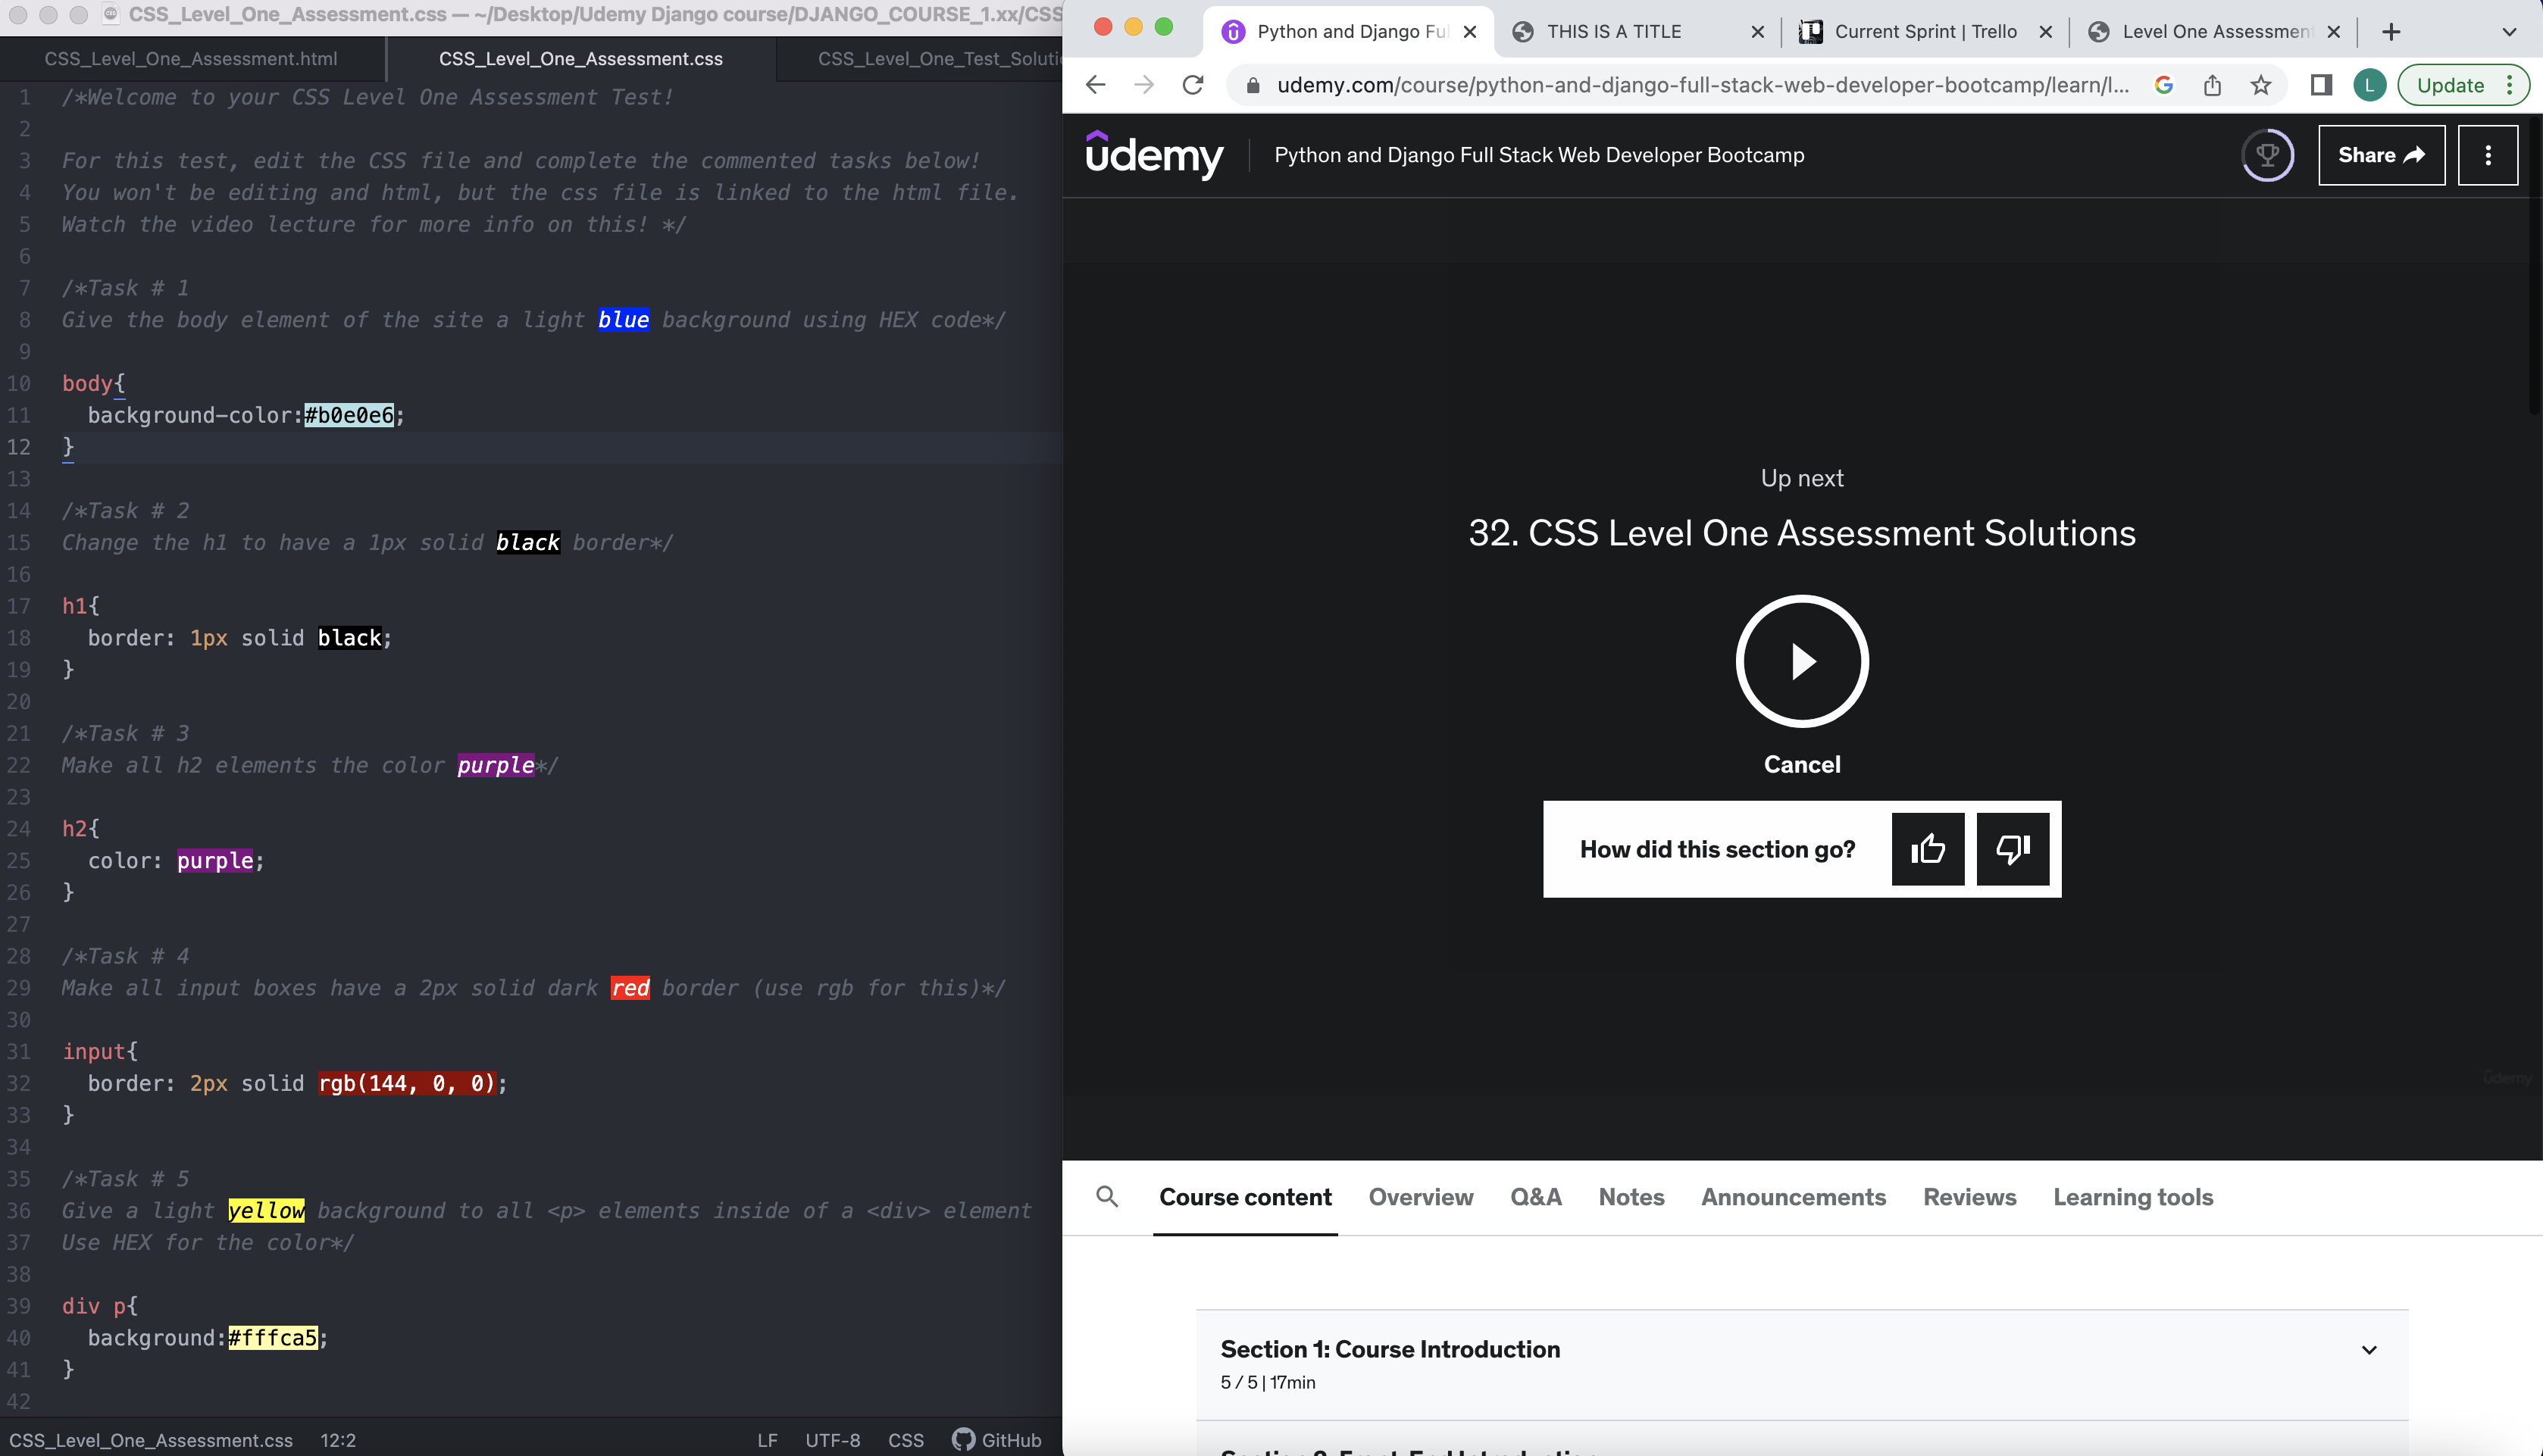 CSS_Level_One_Assessment.css — ~/Desktop/Udemy Django course/DJANGO_COURSE_1.xx/CSS
CSS_Level_One_Assessment.html
CSS_Level_One_Assessment.css
CSS_Level_One_Test_Soluti
1 /*Welcome to your CSS Level One Assessment Test!
2
3 For this test, edit the CSS file and complete the commented tasks below!
4 You won't be editing and html, but the css file is linked to the html file.
5 Watch the video lecture for more info on this! */
6
7 /*Task # 1
8 Give the body element of the site a light blue background using HEX code*/
9
10 body{
11 background-color:#b0e0e6;
12 }
13
14 /*Task # 2
15 Change the h1 to have a 1px solid black border*/
16
17 h1{
18 border: 1px solid black;
19 }
20
21 /*Task # 3
22 Make all h2 elements the color purple*/
23
24 h2{
25 color: purple;
26 }
27
28 /*Task # 4
29 Make all input boxes have a 2px solid dark red border (use rgb for this)*/
30
31 input{
32 border: 2px solid rgb(144, 0, 0);
33 }
34
35 /*Task # 5
36 Give a light yellow background to all <p> elements inside of a <div> element
37 Use HEX for the color*/
38
39 div p{
40 background:#fffca5;
41 }
42
CSS_Level_One_Assessment.css 12:2 LF UTF-8 CSS GitHub
Python and Django Ful
THIS IS A TITLE
Current Sprint | Trello
Level One Assessment
udemy.com/course/python-and-django-full-stack-web-developer-bootcamp/learn/l...
L
Update
udemy
Python and Django Full Stack Web Developer Bootcamp
Share
Up next
32. CSS Level One Assessment Solutions
Cancel
How did this section go?
udemy
Course content Overview Q&A Notes Announcements Reviews Learning tools
Section 1: Course Introduction
5 / 5 | 17min